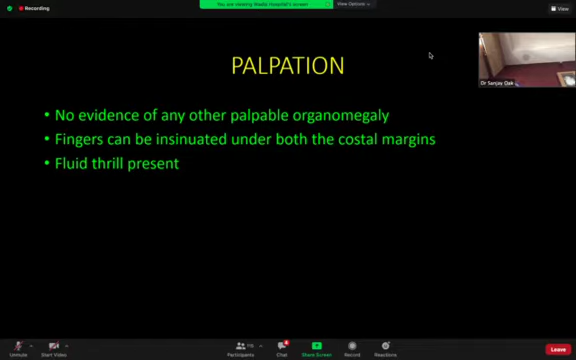 Recording
You are viewing Wadia Hospital's screen
View Options
View
PALPATION
Dr Sanjay Oak
• No evidence of any other palpable organomegaly
• Fingers can be insinuated under both the costal margins
• Fluid thrill present
Unmute
Start Video
Participants
Chat
Share Screen
Record
Reactions
Leave